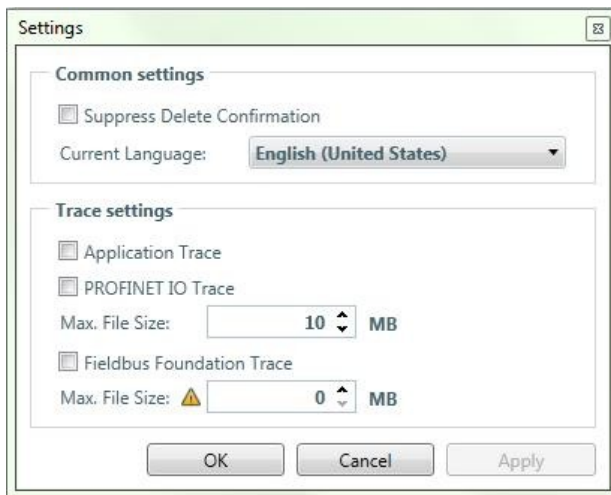 Settings
Common settings
Suppress Delete Confirmation
Current Language: English (United States)
Trace settings
Application Trace
PROFINET IO Trace
Max. File Size: 10 MB
Fieldbus Foundation Trace
Max. File Size: 0 MB
OK Cancel Apply